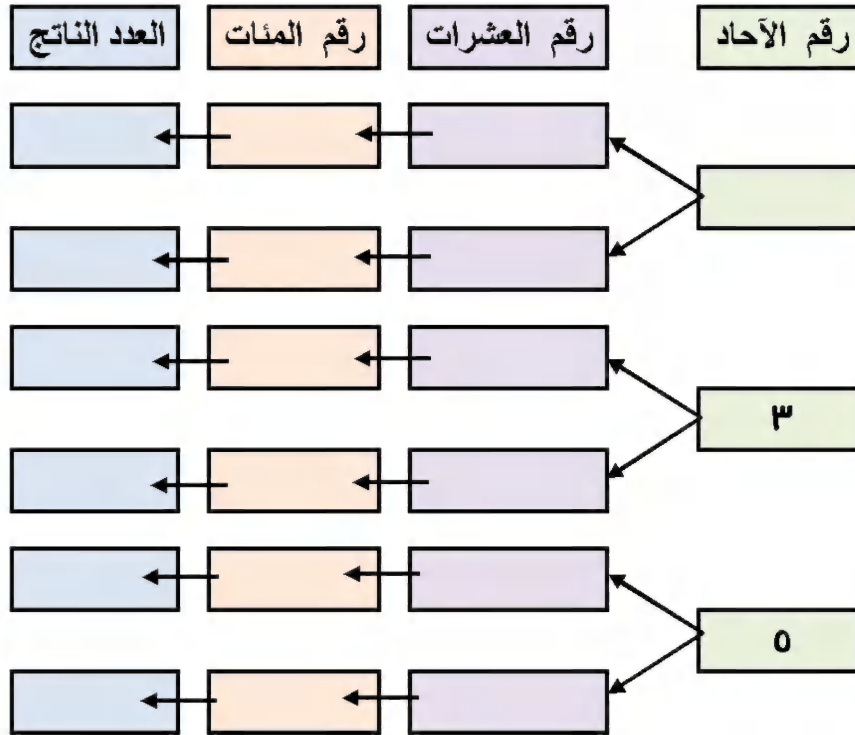 رقم الآحاد رقم العشرات رقم المئات العدد الناتج
٣
٥